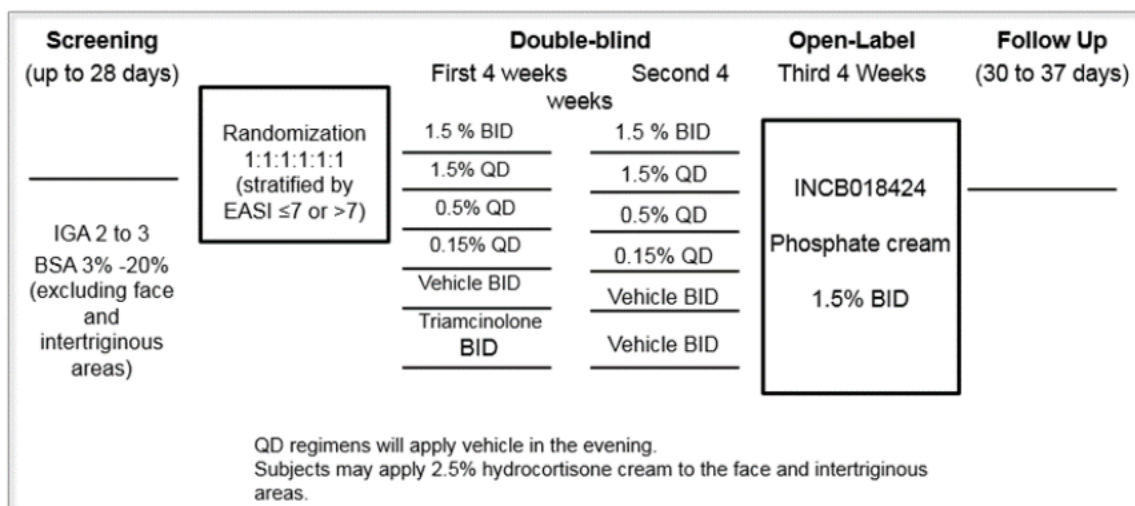 Screening
(up to 28 days)
IGA 2 to 3
BSA 3% -20%
(excluding face
and
intertriginous
areas)
Randomization
1:1:1:1:1:1
(stratified by
EASI ≤7 or >7)
Double-blind
First 4 weeks
Second 4
weeks
1.5 % BID
1.5 % BID
1.5% QD
1.5% QD
0.5% QD
0.5% QD
0.15% QD
0.15% QD
Vehicle BID
Vehicle BID
Triamcinolone
BID
Vehicle BID
Open-Label
Third 4 Weeks
INCB018424
Phosphate cream
1.5% BID
Follow Up
(30 to 37 days)
QD regimens will apply vehicle in the evening.
Subjects may apply 2.5% hydrocortisone cream to the face and intertriginous
areas.